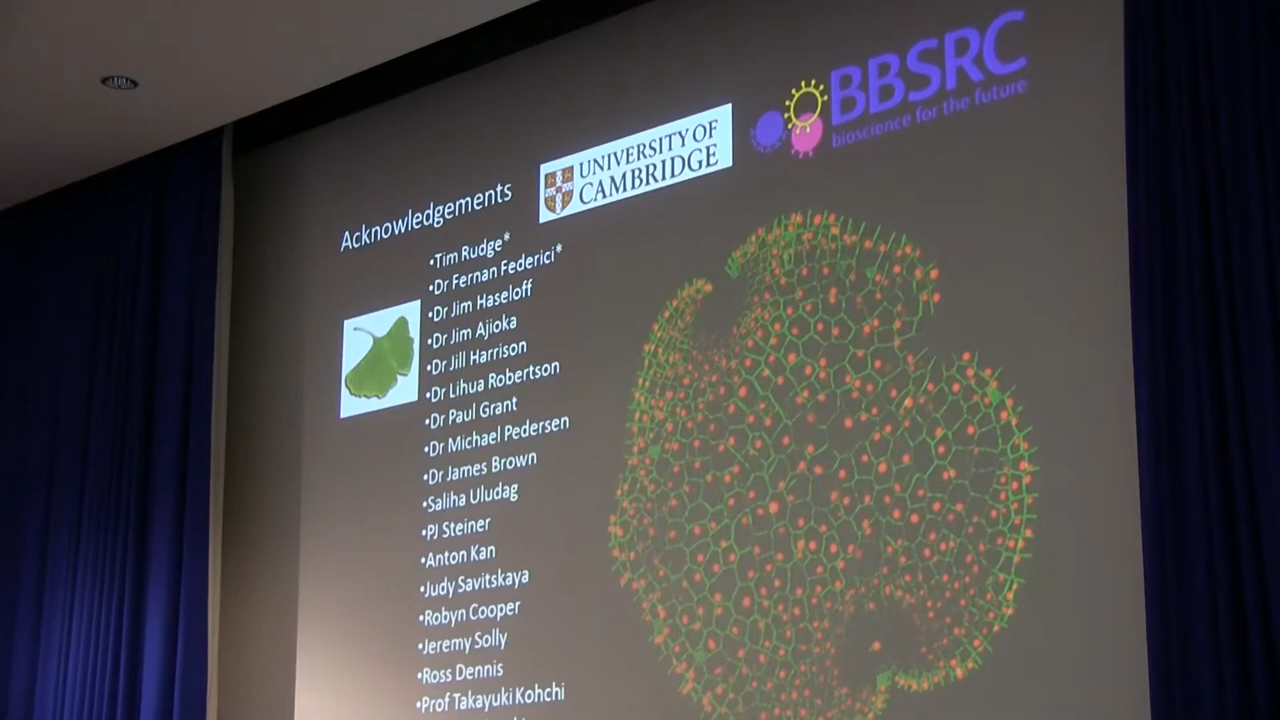 BBSRC
bioscience for the future
UNIVERSITY OF
CAMBRIDGE
Acknowledgements
•Tim Rudge*
•Dr Fernan Federici*
•Dr Jim Haseloff
•Dr Jim Ajioka
•Dr Jill Harrison
•Dr Lihua Robertson
•Dr Paul Grant
•Dr Michael Pedersen
•Dr James Brown
•Saliha Uludag
•PJ Steiner
•Anton Kan
•Judy Savitskaya
•Robyn Cooper
•Jeremy Solly
•Ross Dennis
•Prof Takayuki Kohchi